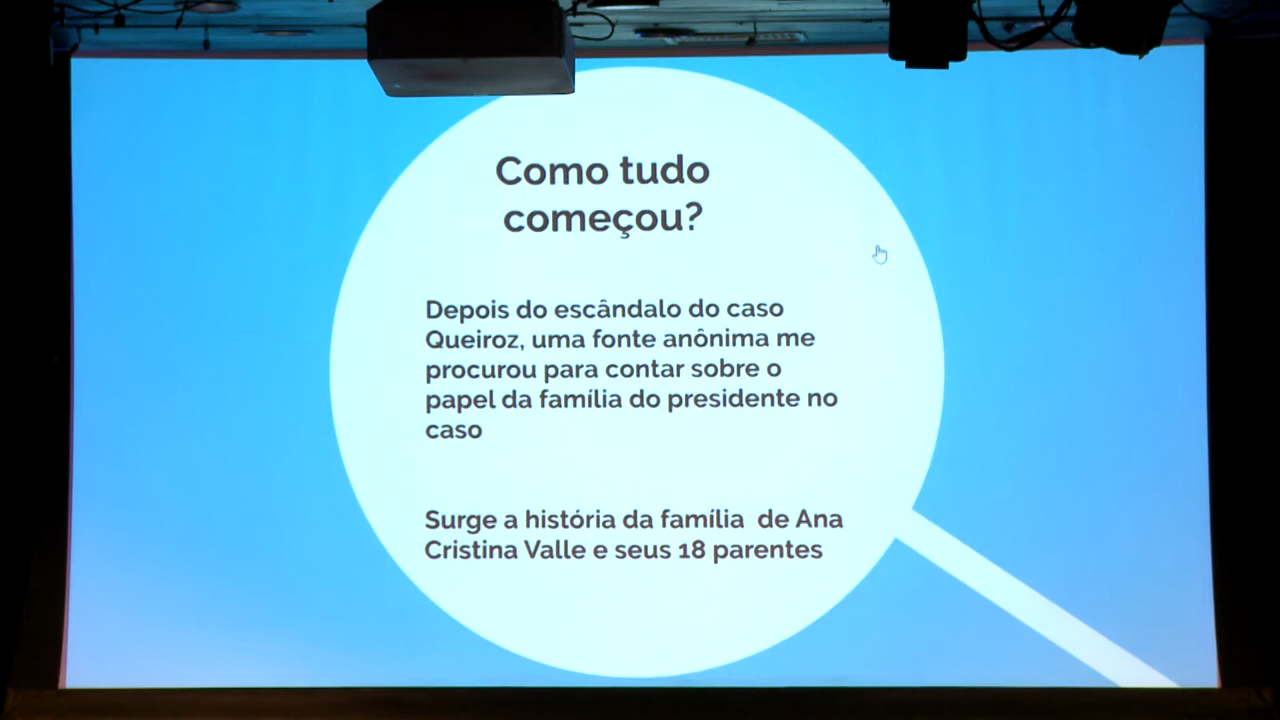 Como tudo
começou?
Depois do escândalo do caso
Queiroz, uma fonte anônima me
procurou para contar sobre o
papel da família do presidente no
caso
Surge a história da família  de Ana
Cristina Valle e seus 18 parentes